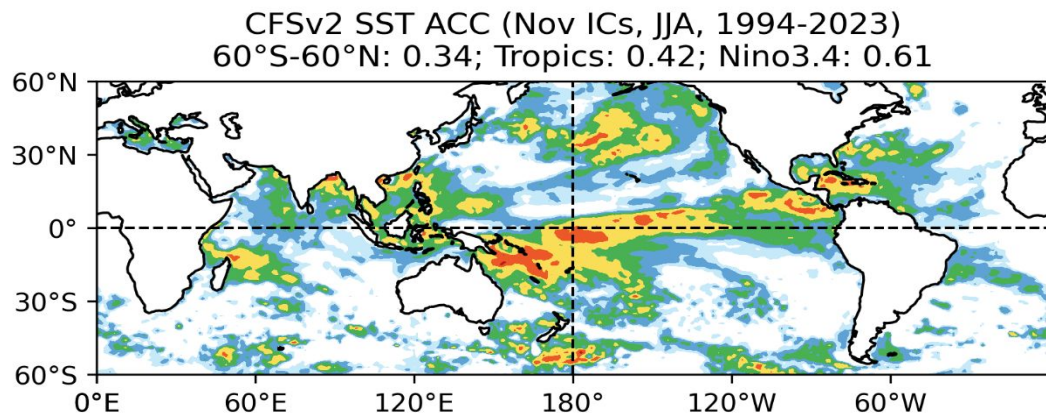 CFSv2 SST ACC (Nov ICs, JJA, 1994-2023)
60°S-60°N: 0.34; Tropics: 0.42; Nino3.4: 0.61
60°N
30°N
0°
30°S
60°S
0°E 60°E 120°E 180° 120°W 60°W